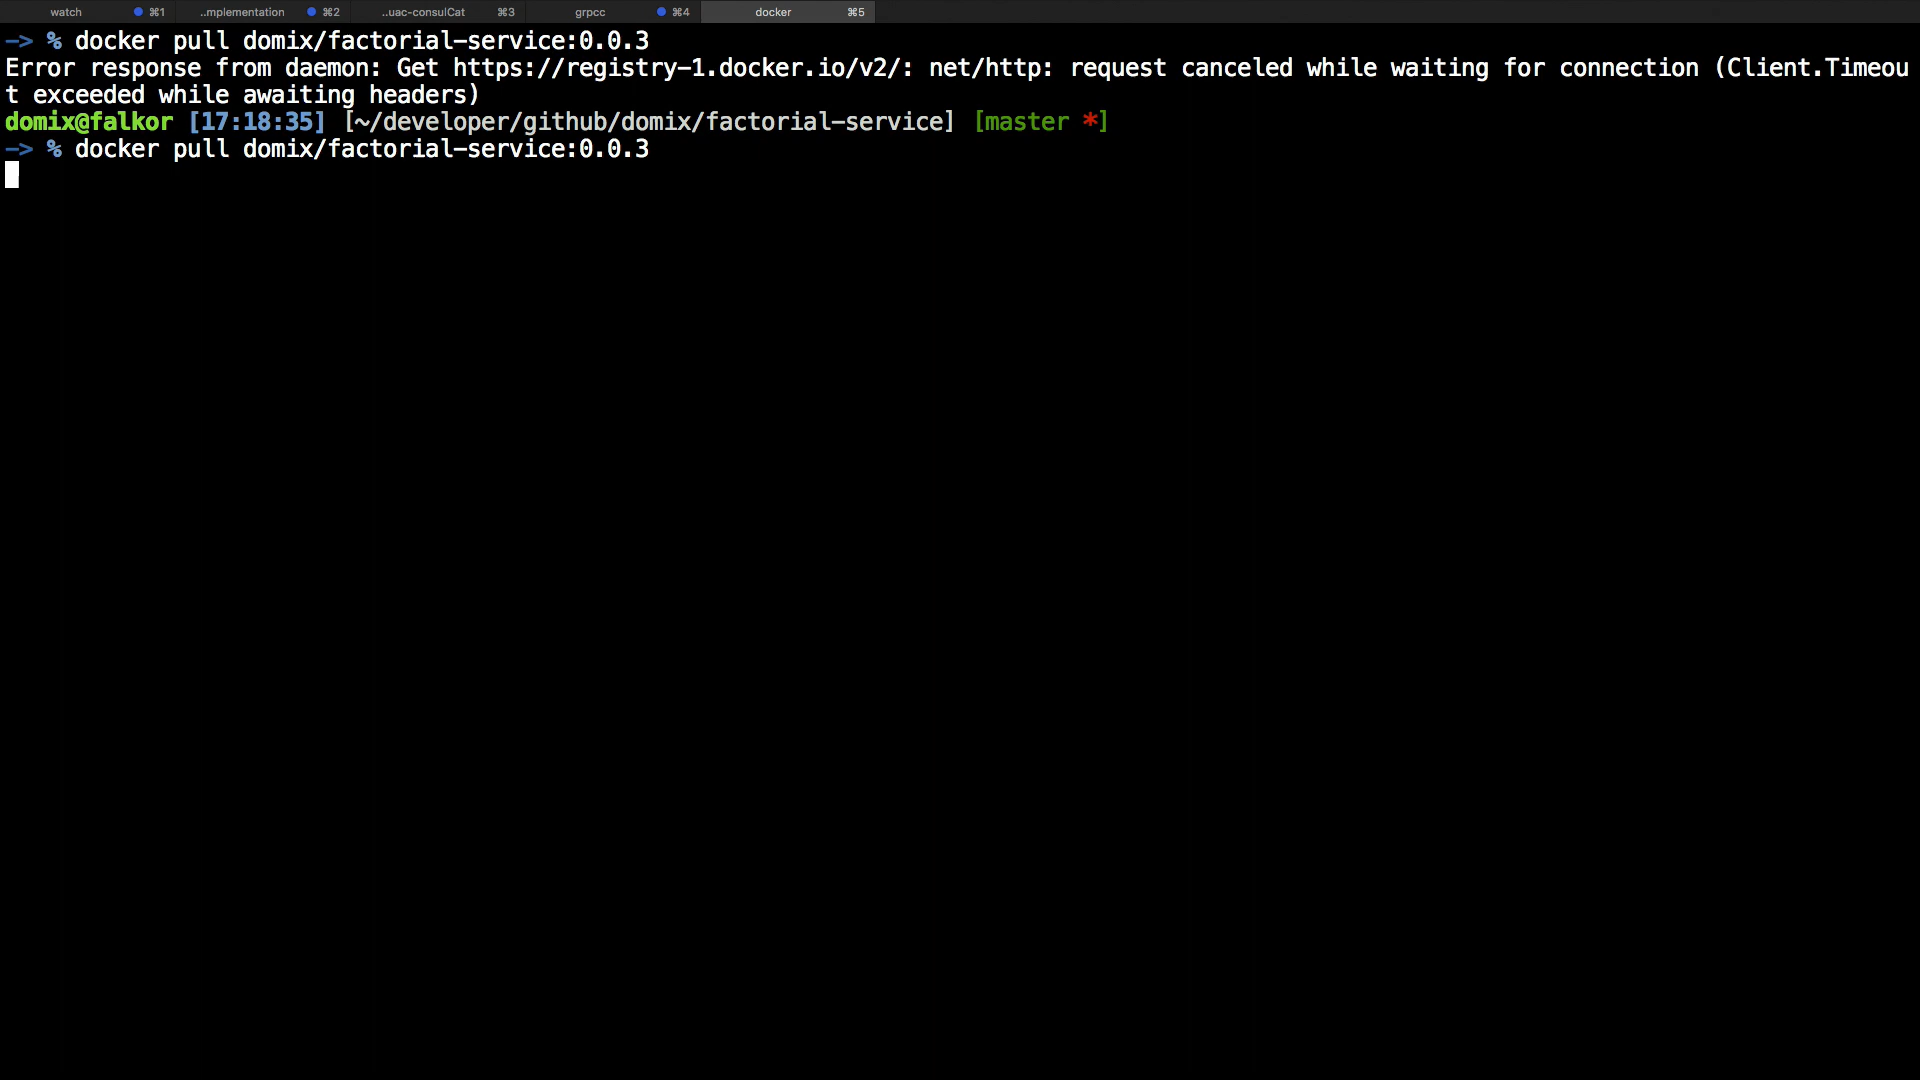 watch ⌘1 ..mplementation ⌘2 ..uac-consulCat ⌘3 grpcc ⌘4 docker ⌘5
—> % docker pull domix/factorial-service:0.0.3
Error response from daemon: Get https://registry-1.docker.io/v2/: net/http: request canceled while waiting for connection (Client.Timeou
t exceeded while awaiting headers)
domix@falkor [17:18:35] [~/developer/github/domix/factorial-service] [master *]
—> % docker pull domix/factorial-service:0.0.3